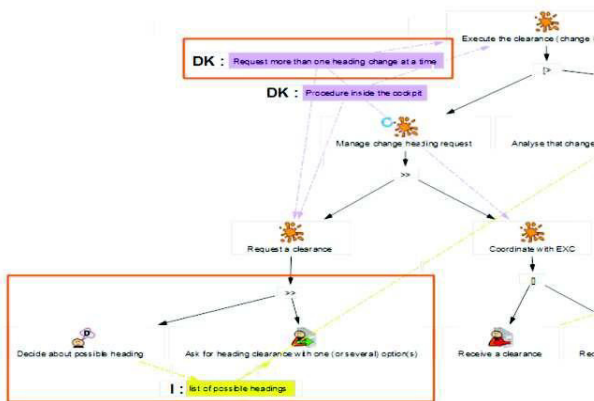 Execute the clearance (change
DK : Request more than one heading change at a time
DK : Procedure inside the cockpit
[>
Manage change heading request
Analyse that change
>>
Request a clearance
Coordinate with EXC
>>
[]
D
Decide about possible heading
Ask for heading clearance with one (or several) option(s)
Receive a clearance
I : list of possible headings